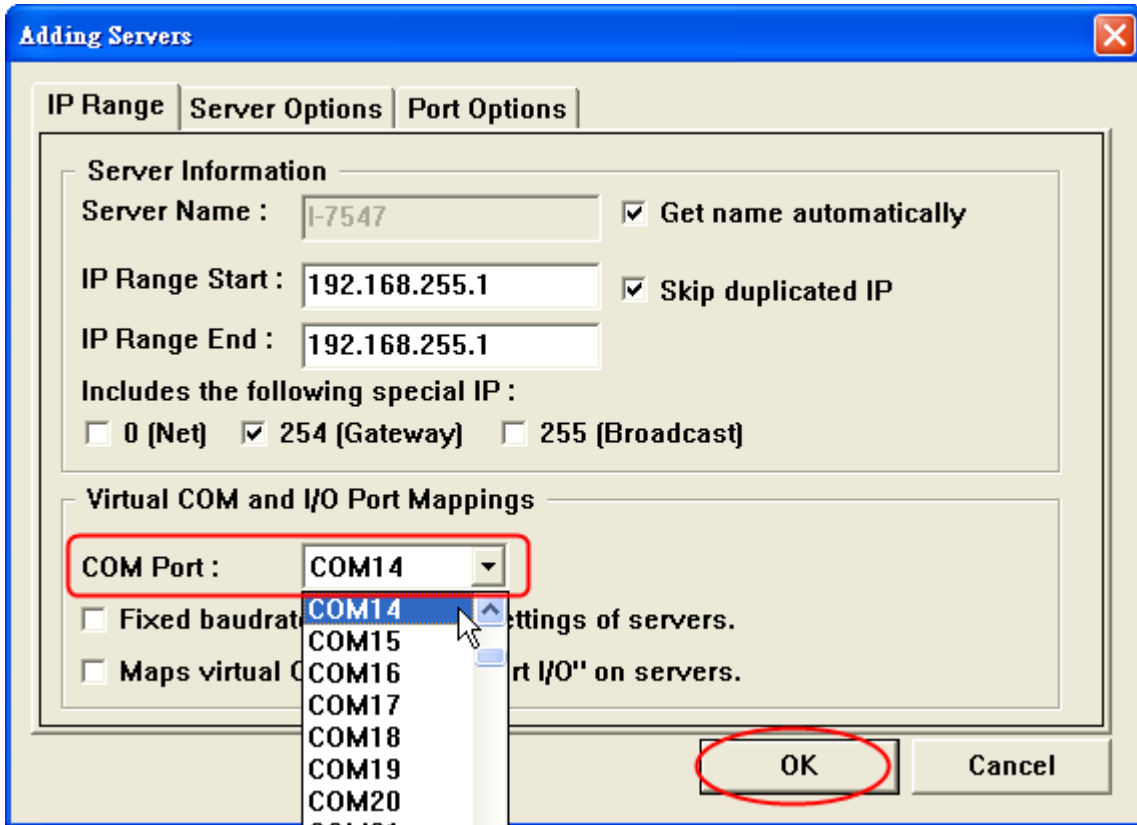 Adding Servers
IP Range Server Options Port Options
Server Information
Server Name : I-7547 Get name automatically
IP Range Start : 192.168.255.1 Skip duplicated IP
IP Range End : 192.168.255.1
Includes the following special IP :
0 (Net) 254 (Gateway) 255 (Broadcast)
Virtual COM and I/O Port Mappings
COM Port : COM14
COM14
Fixed baudrat ettings of servers.
COM15
Maps virtual COM16 rt I/O" on servers.
COM17
COM18
COM19
COM20
OK Cancel